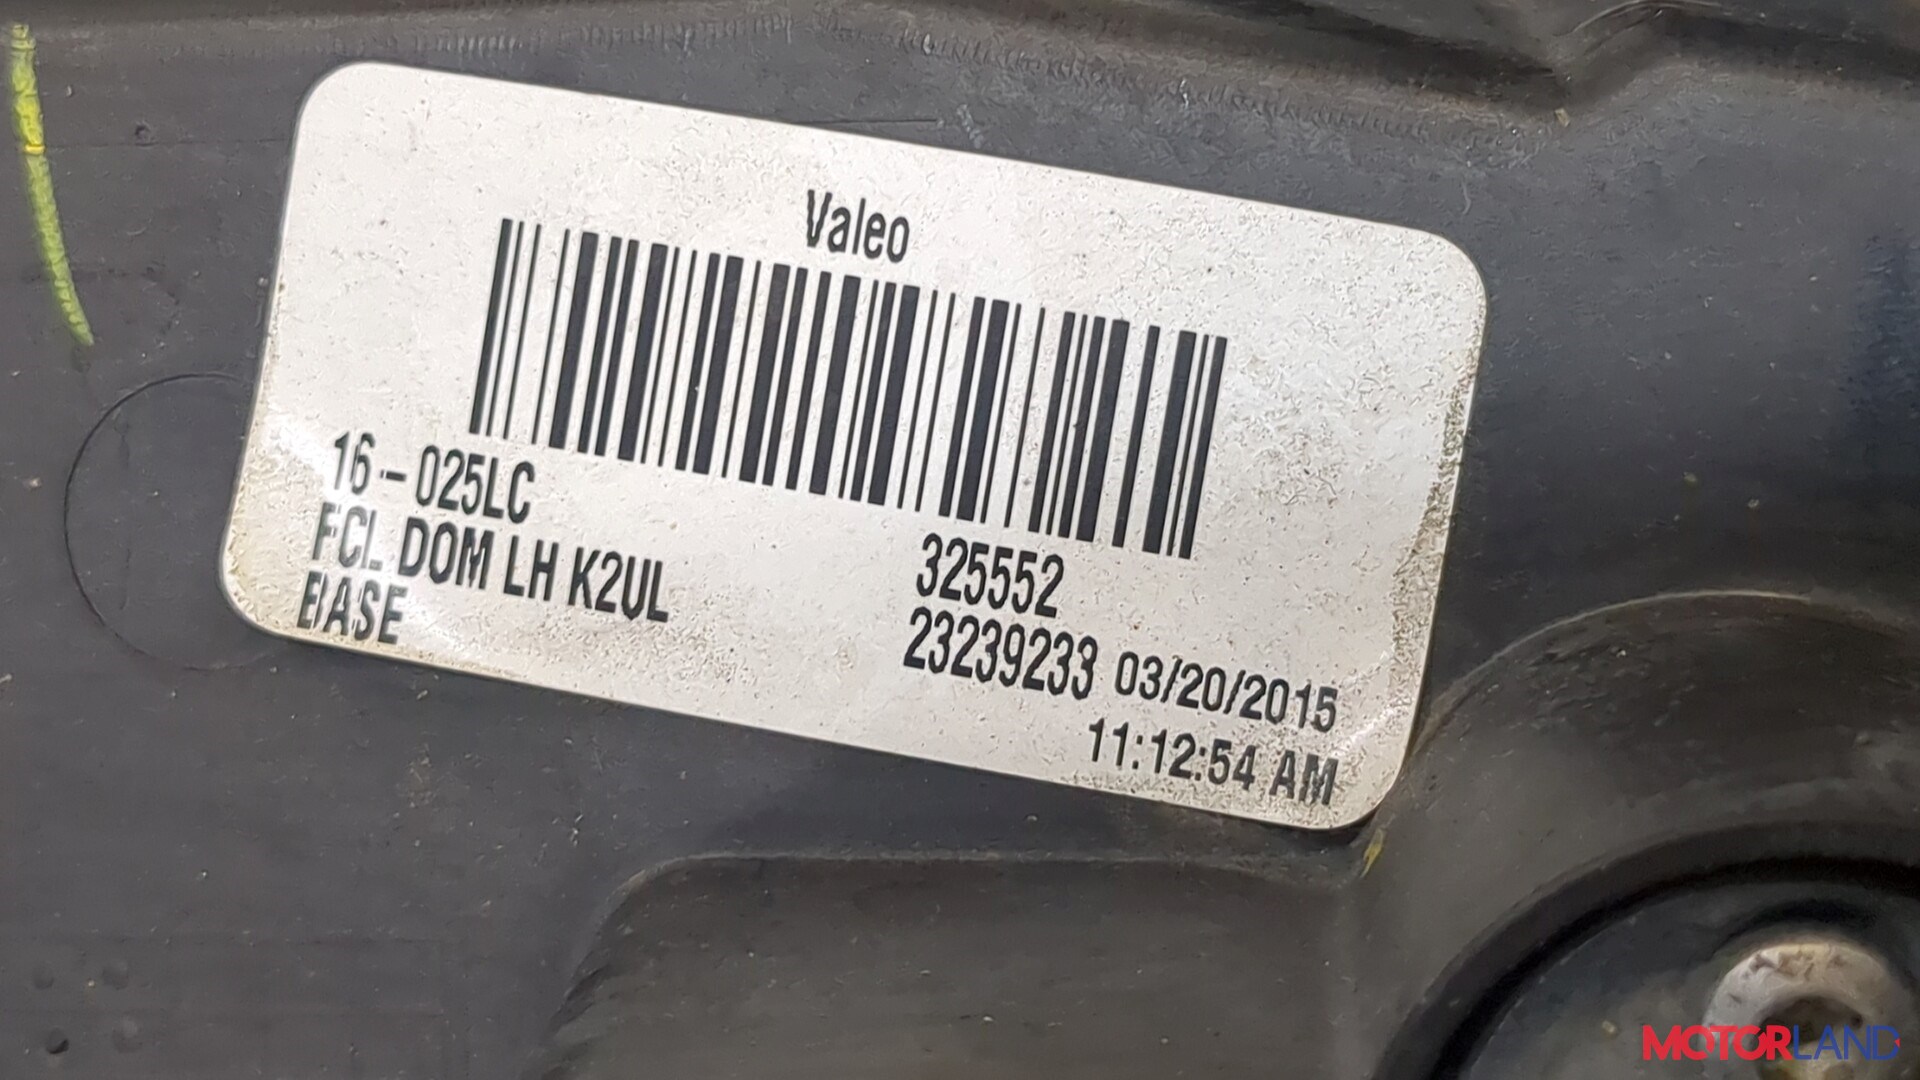 Valeo
16-025LC
FCL DOM LH K2UL
BASE
325552
23239233 03/20/2015
11:12:54 AM
MOTORLAND